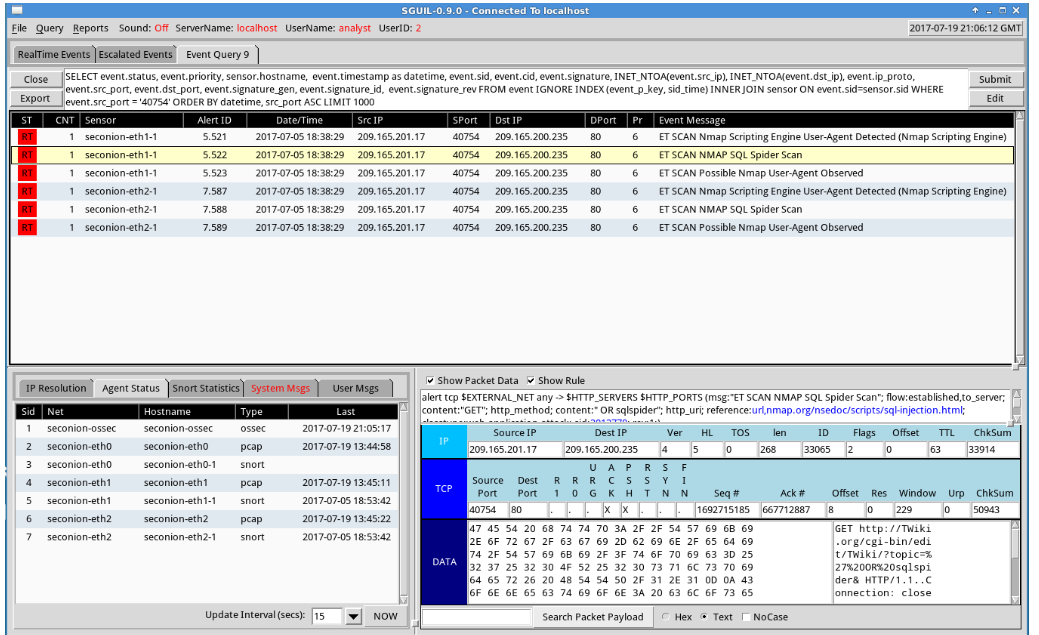 SGUIL-0.9.0 - Connected To localhost
File Query Reports Sound: Off ServerName: localhost UserName: analyst UserID: 2 2017-07-19 21:06:12 GMT
RealTime Events Escalated Events Event Query 9
Close
Export
SELECT event.status, event.priority, sensor.hostname, event.timestamp as datetime, event.sid, event.cid, event.signature, INET_NTOA(event.src_ip), INET_NTOA(event.dst_ip), event.ip_proto,
event.src_port, event.dst_port, event.signature_gen, event.signature_id, event.signature_rev FROM event IGNORE INDEX (event_p_key, sid_time) INNER JOIN sensor ON event.sid=sensor.sid WHERE
event.src_port = '40754' ORDER BY datetime, src_port ASC LIMIT 1000
Submit
Edit
ST CNT Sensor Alert ID Date/Time Src IP SPort Dst IP DPort Pr Event Message
RT 1 seconion-eth1-1 5.521 2017-07-05 18:38:29 209.165.201.17 40754 209.165.200.235 80 6 ET SCAN Nmap Scripting Engine User-Agent Detected (Nmap Scripting Engine)
RT 1 seconion-eth1-1 5.522 2017-07-05 18:38:29 209.165.201.17 40754 209.165.200.235 80 6 ET SCAN NMAP SQL Spider Scan
RT 1 seconion-eth1-1 5.523 2017-07-05 18:38:29 209.165.201.17 40754 209.165.200.235 80 6 ET SCAN Possible Nmap User-Agent Observed
RT 1 seconion-eth2-1 7.587 2017-07-05 18:38:29 209.165.201.17 40754 209.165.200.235 80 6 ET SCAN Nmap Scripting Engine User-Agent Detected (Nmap Scripting Engine)
RT 1 seconion-eth2-1 7.588 2017-07-05 18:38:29 209.165.201.17 40754 209.165.200.235 80 6 ET SCAN NMAP SQL Spider Scan
RT 1 seconion-eth2-1 7.589 2017-07-05 18:38:29 209.165.201.17 40754 209.165.200.235 80 6 ET SCAN Possible Nmap User-Agent Observed
IP Resolution Agent Status Snort Statistics System Msgs User Msgs
Sid Net Hostname Type Last
1 seconion-ossec seconion-ossec ossec 2017-07-19 21:05:17
2 seconion-eth0 seconion-eth0 pcap 2017-07-19 13:44:58
3 seconion-eth0 seconion-eth0-1 snort
4 seconion-eth1 seconion-eth1 pcap 2017-07-19 13:45:11
5 seconion-eth1 seconion-eth1-1 snort 2017-07-05 18:53:42
6 seconion-eth2 seconion-eth2 pcap 2017-07-19 13:45:22
7 seconion-eth2 seconion-eth2-1 snort 2017-07-05 18:53:42
Update Interval (secs): 15 NOW
Show Packet Data Show Rule
alert tcp $EXTERNAL_NET any -> $HTTP_SERVERS $HTTP_PORTS (msg:"ET SCAN NMAP SQL Spider Scan"; flow:established,to_server;
content:"GET"; http_method; content:" OR sqlspider"; http_uri; reference:url,nmap.org/nsedoc/scripts/sql-injection.html;
IP
Source IP Dest IP Ver HL TOS len ID Flags Offset TTL ChkSum
209.165.201.17 209.165.200.235 4 5 0 268 33065 2 0 63 33914
TCP
U A P R S F
Source Dest R R R C S S Y I
Port Port 1 0 G K H T N N Seq # Ack # Offset Res Window Urp ChkSum
40754 80 . . . X X . . . 1692715185 667712887 8 0 229 0 50943
DATA
47 45 54 20 68 74 74 70 3A 2F 2F 54 57 69 6B 69 GET http://TWiki
2E 6F 72 67 2F 63 67 69 2D 62 69 6E 2F 65 64 69 .org/cgi-bin/edi
74 2F 54 57 69 6B 69 2F 3F 74 6F 70 69 63 3D 25 t/TWiki/?topic=%
32 37 25 32 30 4F 52 25 32 30 73 71 6C 73 70 69 27%20OR%20sqlspi
64 65 72 26 20 48 54 54 50 2F 31 2E 31 0D 0A 43 der& HTTP/1.1..C
6F 6E 6E 65 63 74 69 6F 6E 3A 20 63 6C 6F 73 65 onnection: close
Search Packet Payload Hex Text NoCase